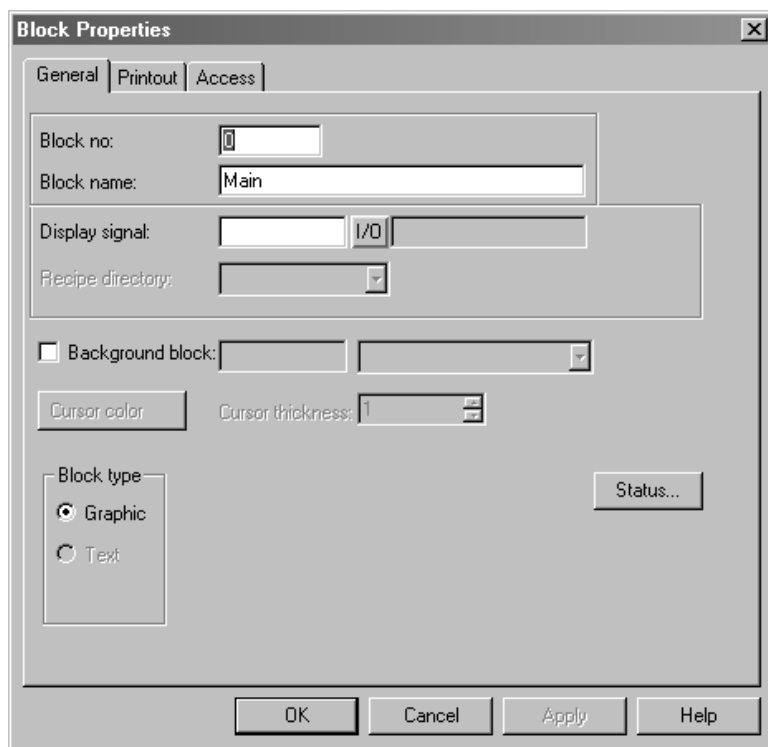 Block Properties
General Printout Access
Block no: 0
Block name: Main
Display signal: I/O
Recipe directory:
Background block:
Cursor color Cursor thickness: 1
Block type
Graphic
Status...
Text
OK Cancel Apply Help